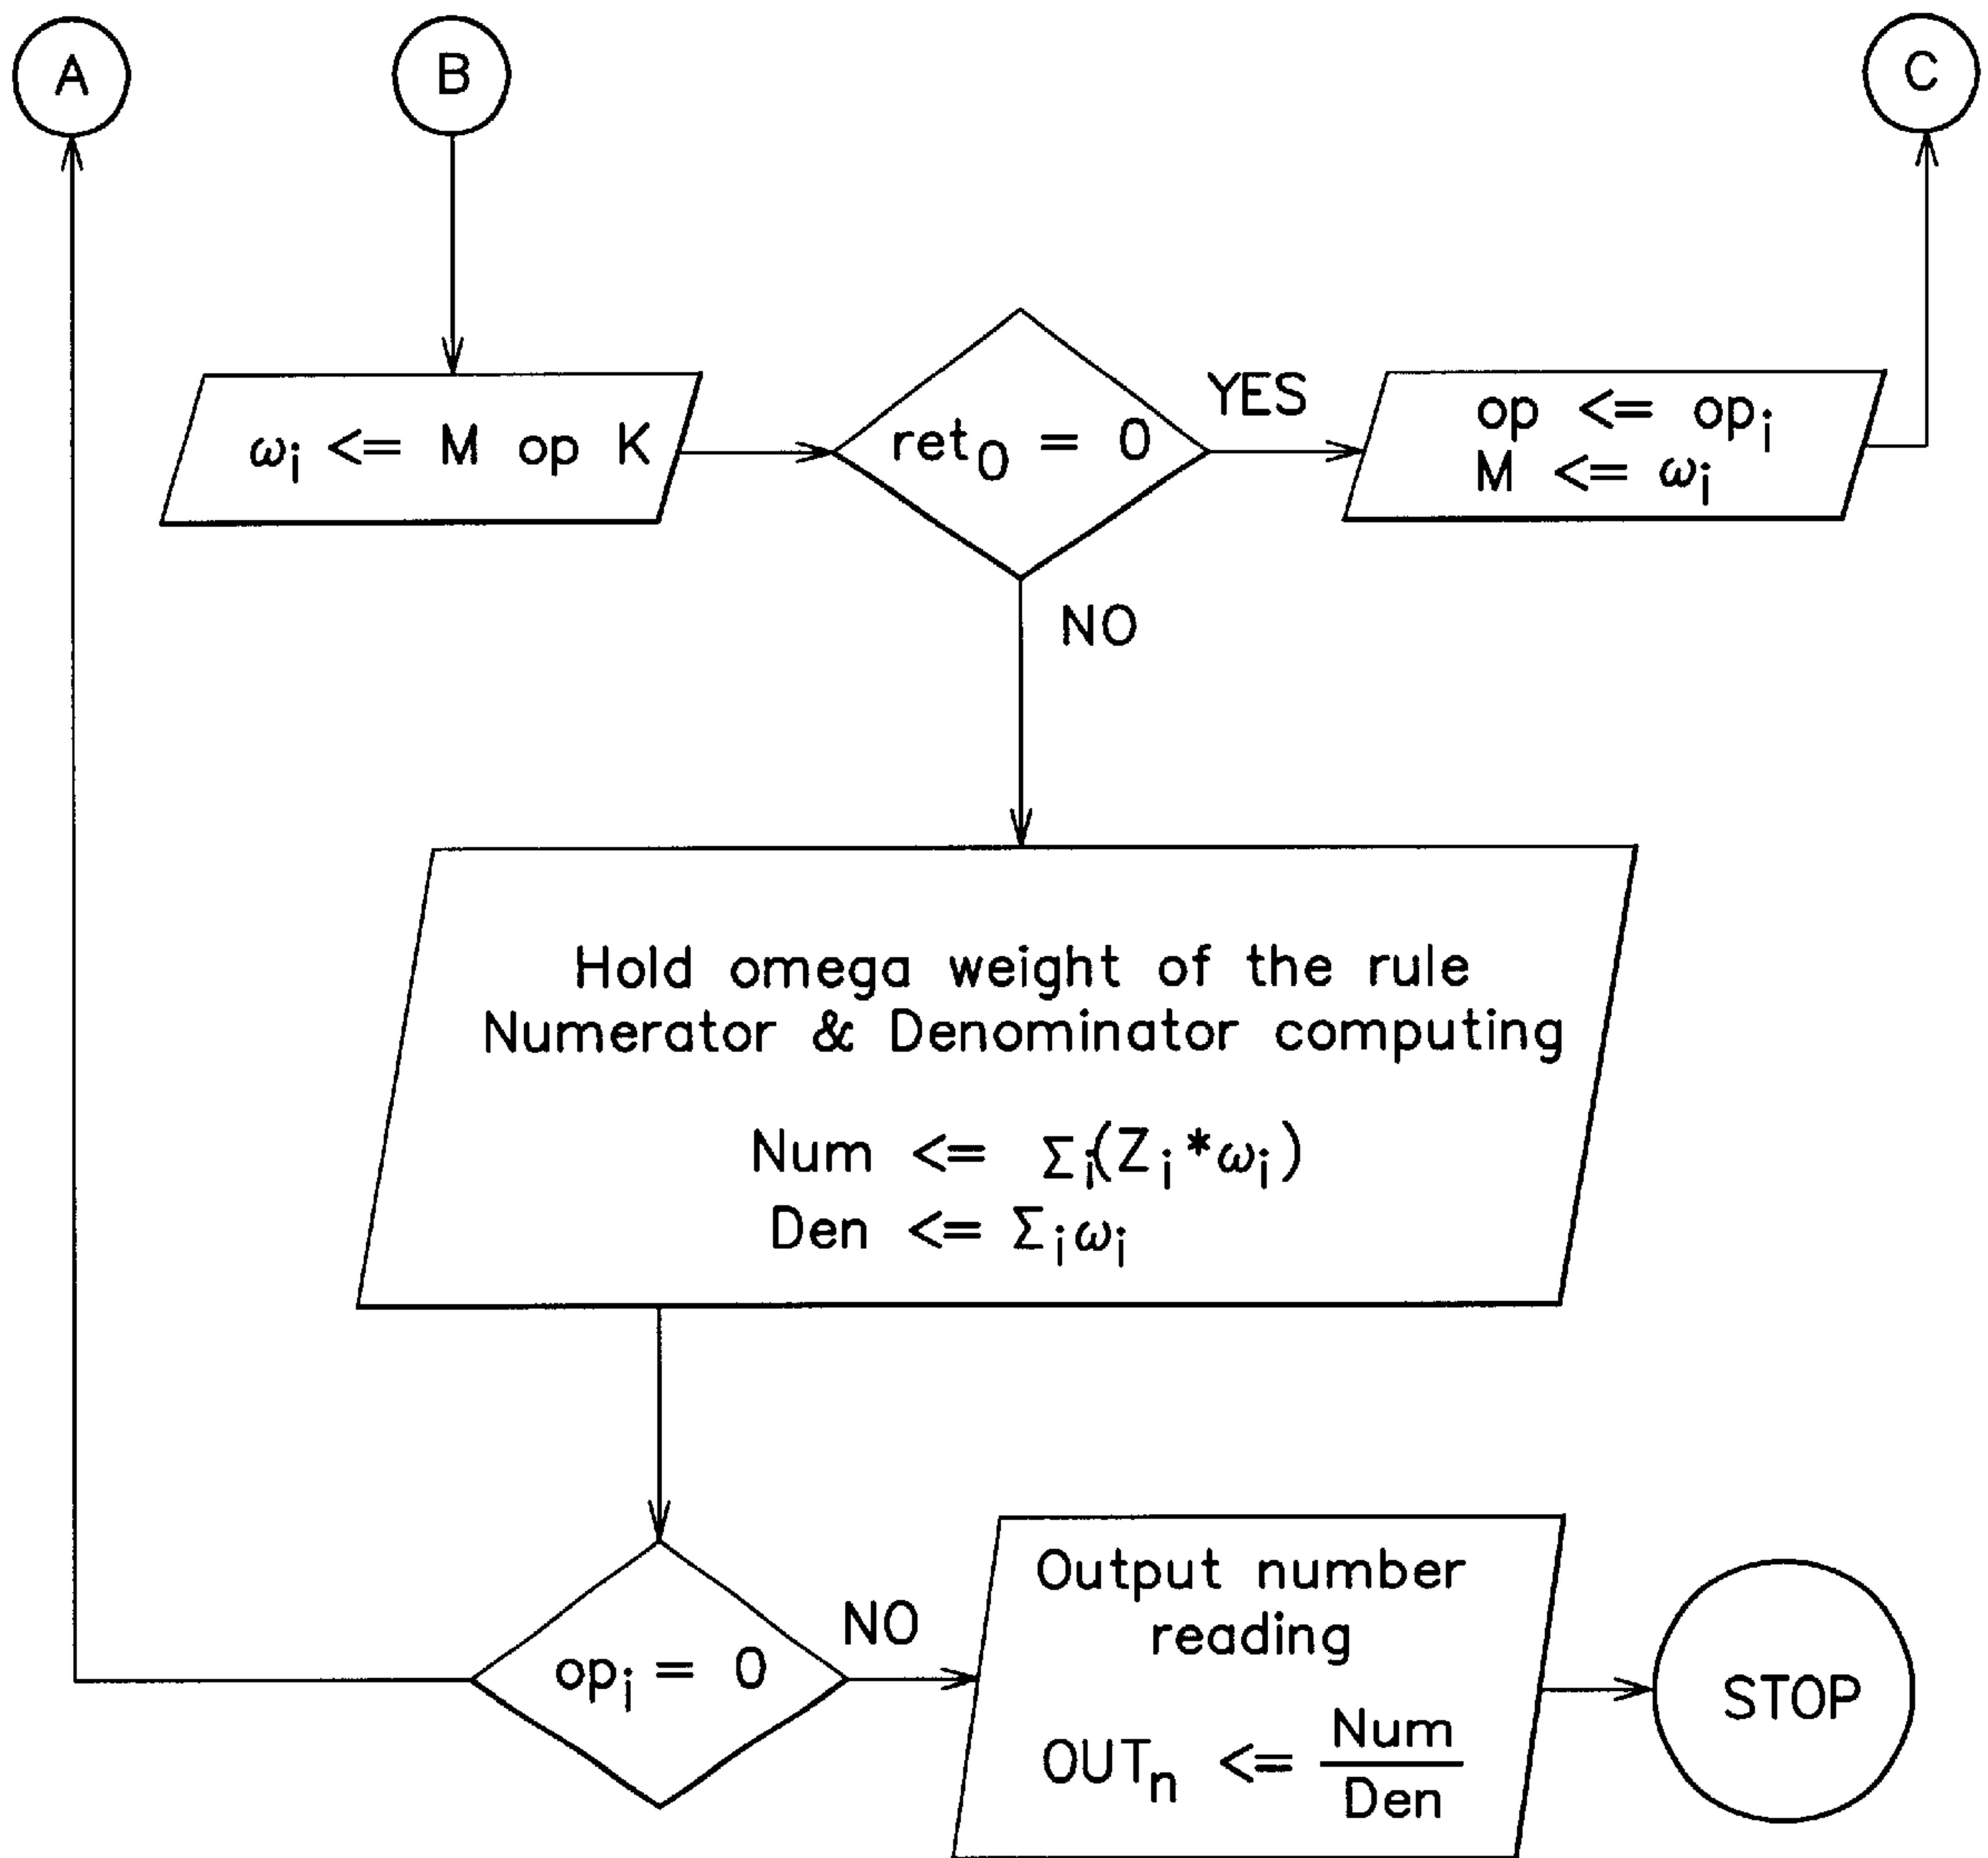 A
B
C
ωi <= M op K
ret0 = 0
YES
op <= opi
M <= ωi
NO
Hold omega weight of the rule
Numerator & Denominator computing
Num <= Σi(Zi*ωi)
Den <= Σiωi
opi = 0
NO
Output number
reading
OUTn <= Num
Den
STOP